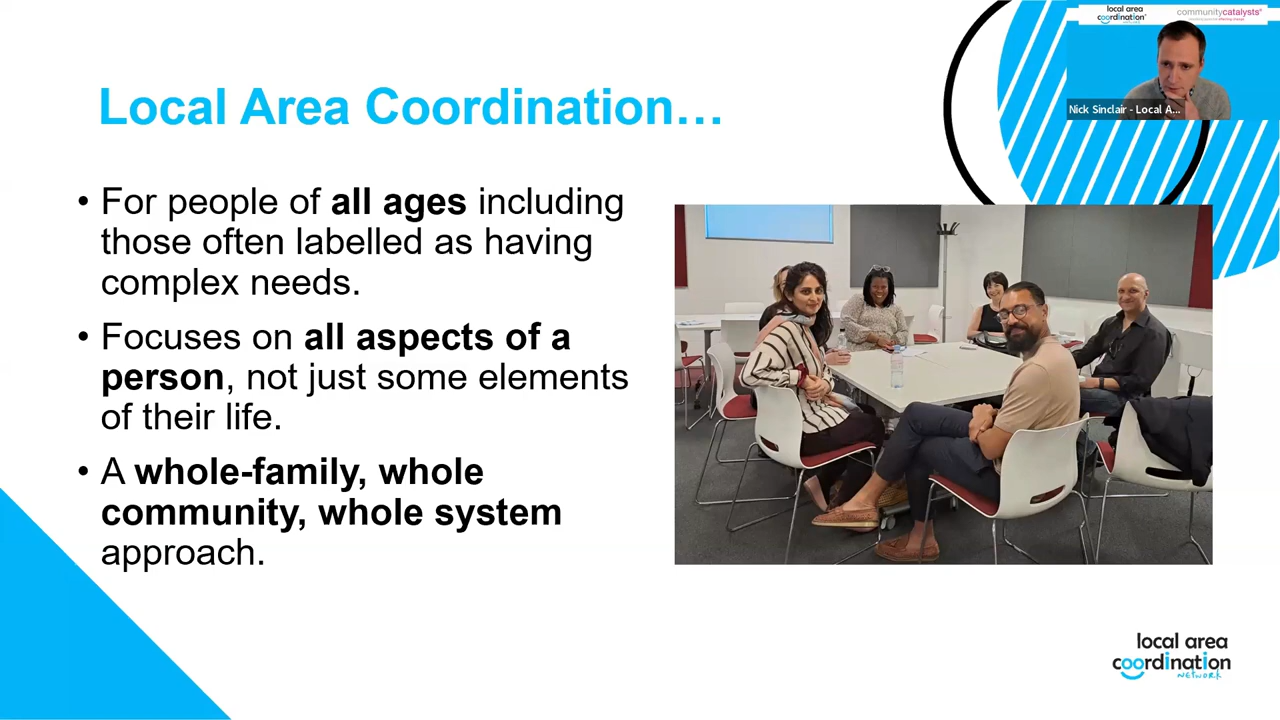 local area
coordination
communitycatalysts
Nick Sinclair - Local A...
Local Area Coordination…
• For people of all ages including
those often labelled as having
complex needs.
• Focuses on all aspects of a
person, not just some elements
of their life.
• A whole-family, whole
community, whole system
approach.
local area
coordination
NETWORK